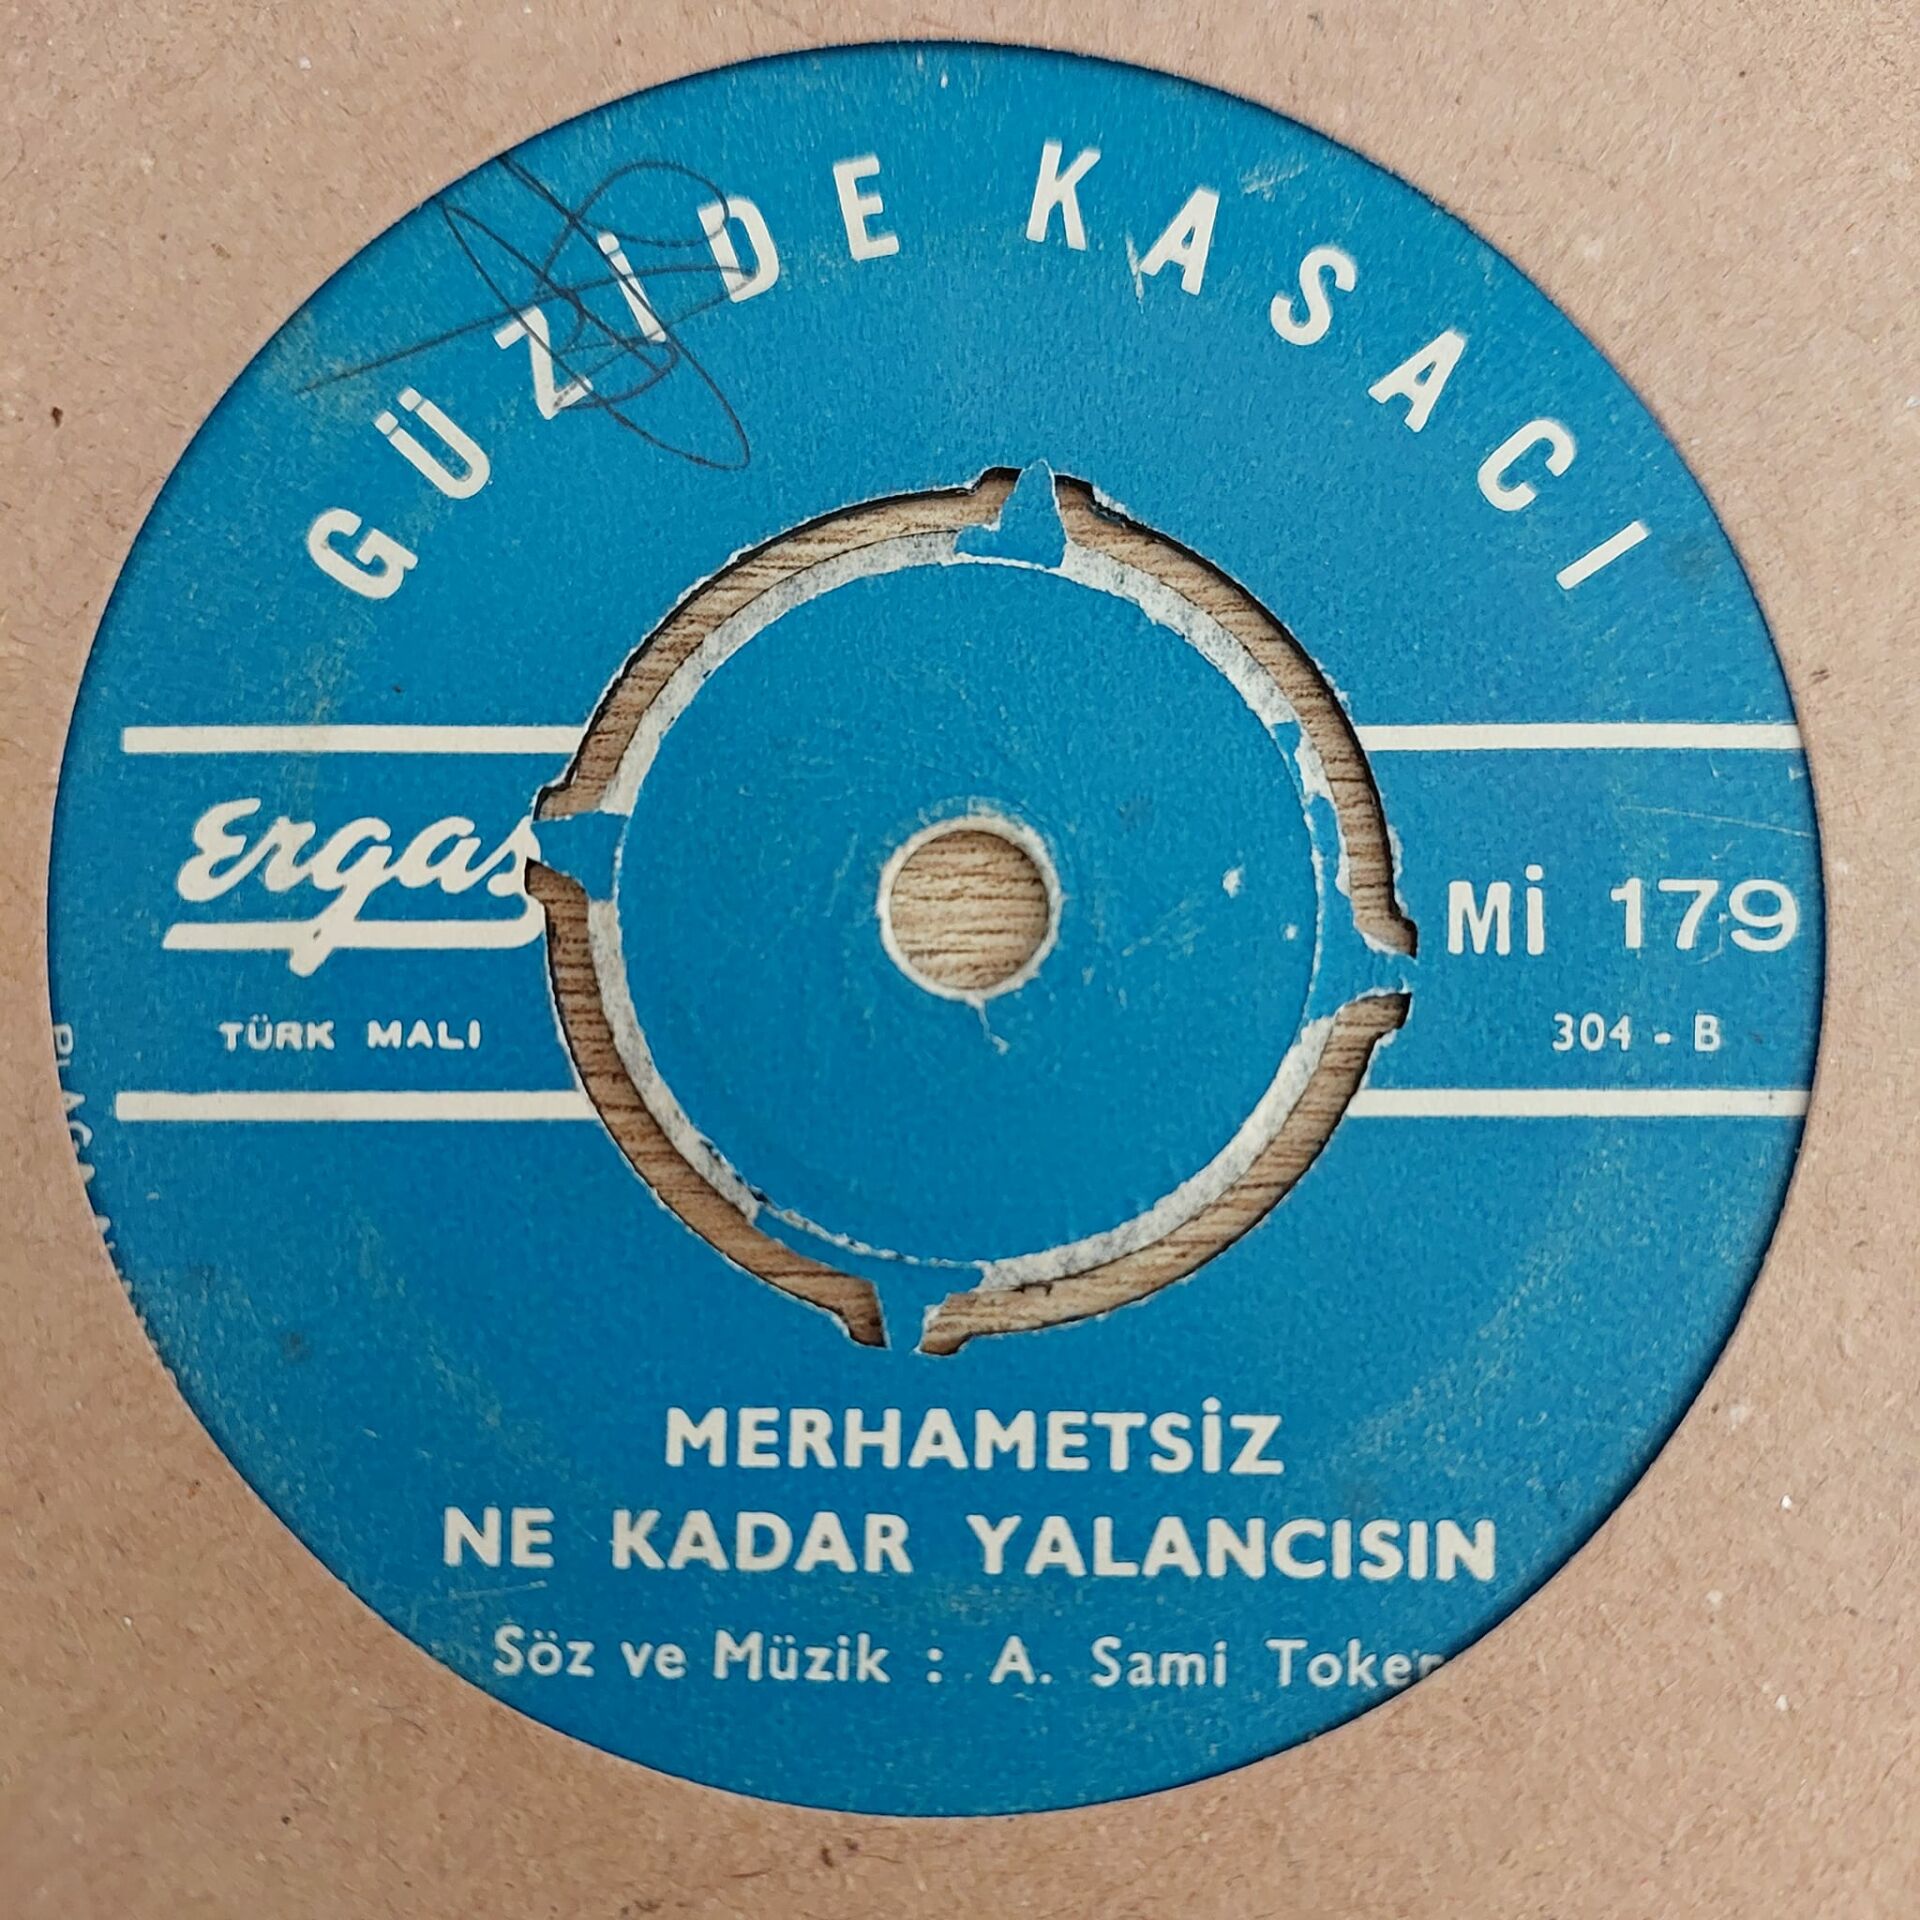 GÜZİDE KASACI
Ergas
TÜRK MALI
Mİ 179
304 - B
MERHAMETSİZ
NE KADAR YALANCISIN
Söz ve Müzik : A. Sami Toker